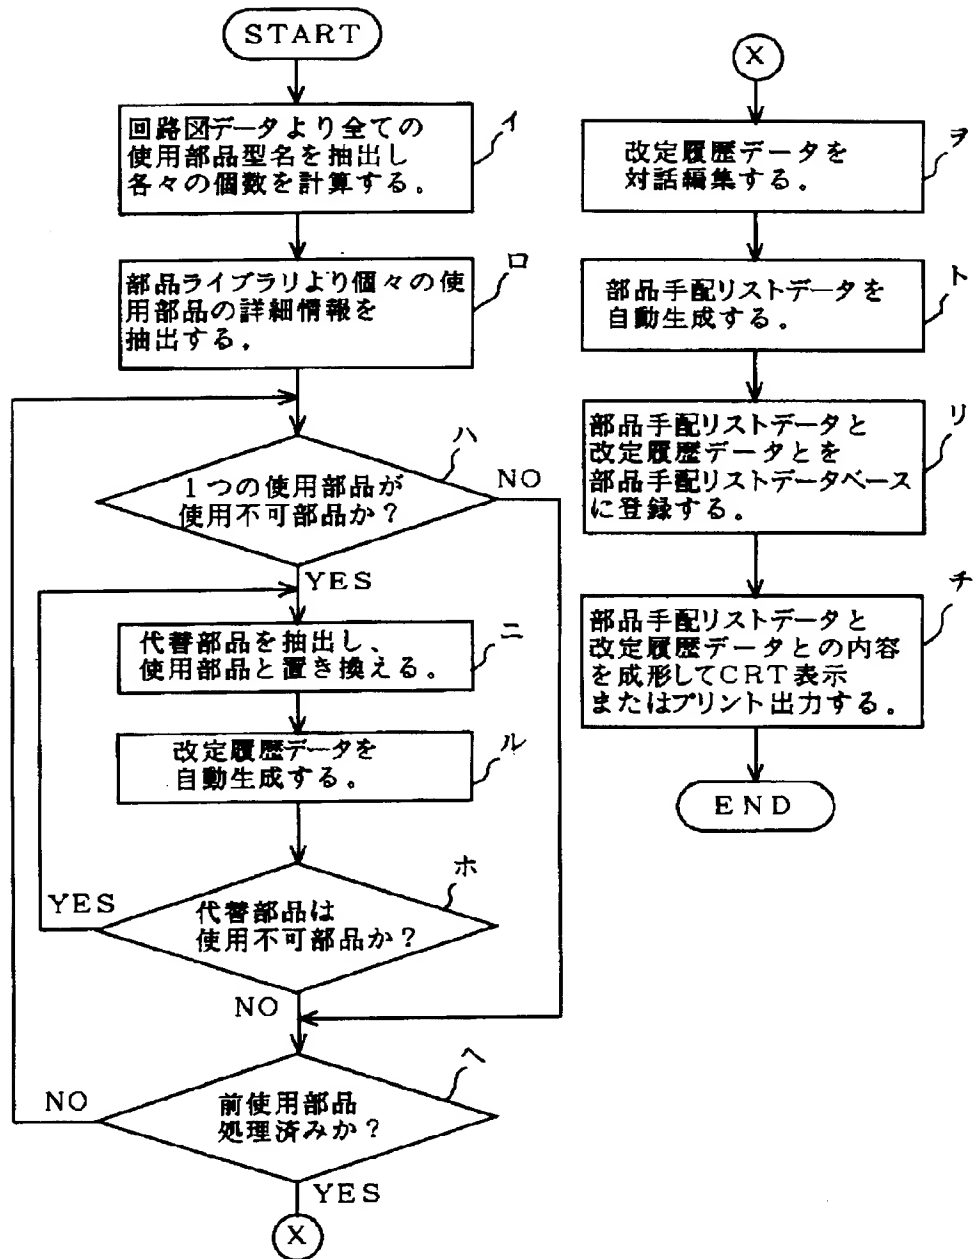 START
回路図データより全ての
使用部品型名を抽出し
各々の個数を計算する。
イ
部品ライブラリより個々の使
用部品の詳細情報を
抽出する。
ロ
1つの使用部品が
使用不可部品か？
ハ
NO
YES
代替部品を抽出し、
使用部品と置き換える。
ニ
改定履歴データを
自動生成する。
ル
代替部品は
使用不可部品か？
ホ
YES
NO
前使用部品
処理済みか？
ヘ
NO
YES
X
X
改定履歴データを
対話編集する。
ヲ
部品手配リストデータを
自動生成する。
ト
部品手配リストデータと
改定履歴データとを
部品手配リストデータベース
に登録する。
リ
部品手配リストデータと
改定履歴データとの内容
を成形してCRT表示
またはプリント出力する。
チ
END